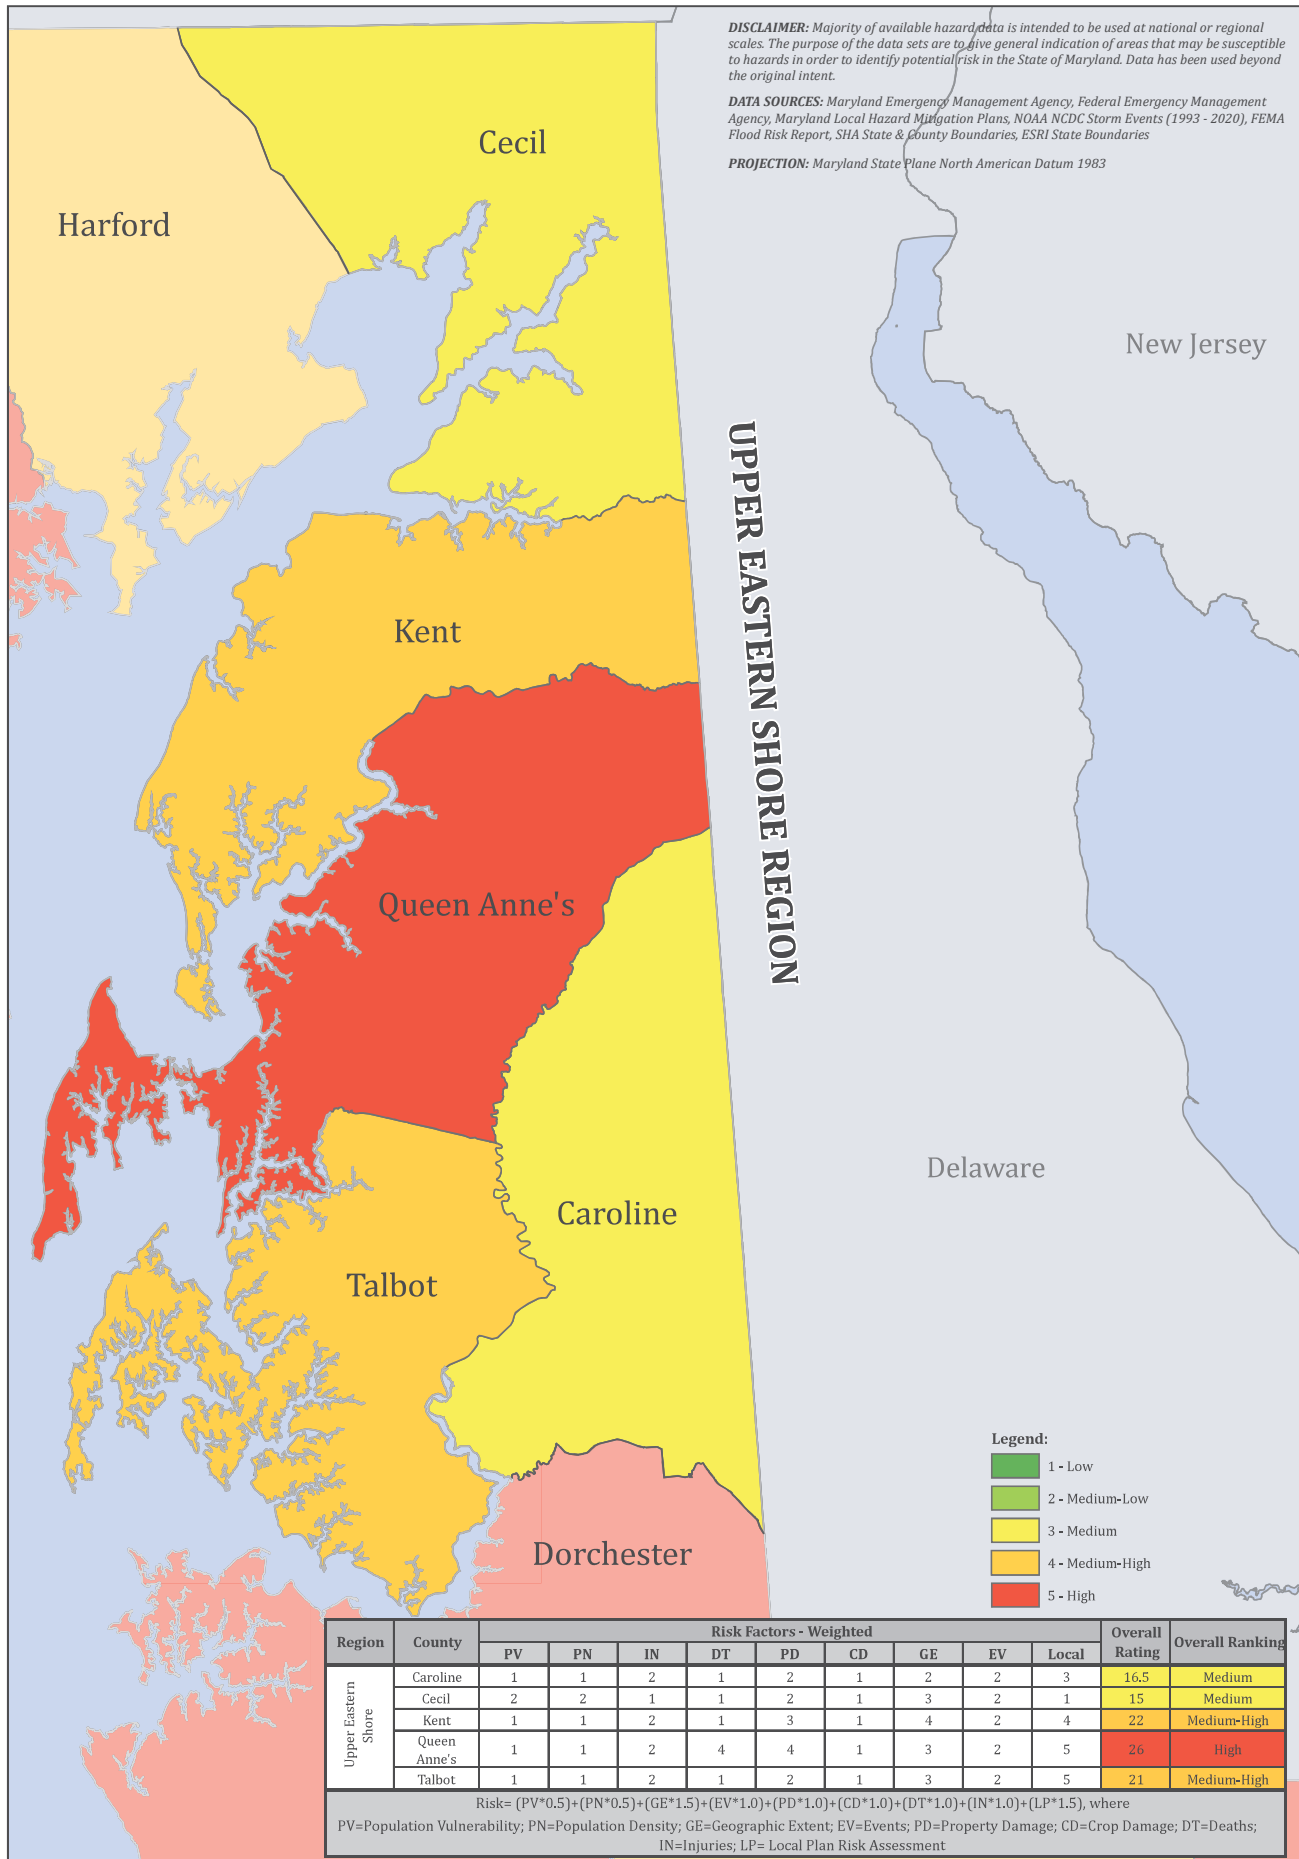 DISCLAIMER: Majority of available hazard data is intended to be used at national or regional
scales. The purpose of the data sets are to give general indication of areas that may be susceptible
to hazards in order to identify potential risk in the State of Maryland. Data has been used beyond
the original intent.
DATA SOURCES: Maryland Emergency Management Agency, Federal Emergency Management
Agency, Maryland Local Hazard Mitigation Plans, NOAA NCDC Storm Events (1993 - 2020), FEMA
Flood Risk Report, SHA State & County Boundaries, ESRI State Boundaries
PROJECTION: Maryland State Plane North American Datum 1983
Cecil
Harford
New Jersey
UPPER EASTERN SHORE REGION
Kent
Queen Anne's
Delaware
Caroline
Talbot
Dorchester
Legend:
1 - Low
2 - Medium-Low
3 - Medium
4 - Medium-High
5 - High
Region County Risk Factors - Weighted Overall Rating Overall Ranking
PV PN IN DT PD CD GE EV Local
Upper Eastern Shore
Caroline 1 1 2 1 2 1 2 2 3 16.5 Medium
Cecil 2 2 1 1 2 1 3 2 1 15 Medium
Kent 1 1 2 1 3 1 4 2 4 22 Medium-High
Queen Anne's 1 1 2 4 4 1 3 2 5 26 High
Talbot 1 1 2 1 2 1 3 2 5 21 Medium-High
Risk= (PV*0.5)+(PN*0.5)+(GE*1.5)+(EV*1.0)+(PD*1.0)+(CD*1.0)+(DT*1.0)+(IN*1.0)+(LP*1.5), where
PV=Population Vulnerability; PN=Population Density; GE=Geographic Extent; EV=Events; PD=Property Damage; CD=Crop Damage; DT=Deaths;
IN=Injuries; LP= Local Plan Risk Assessment